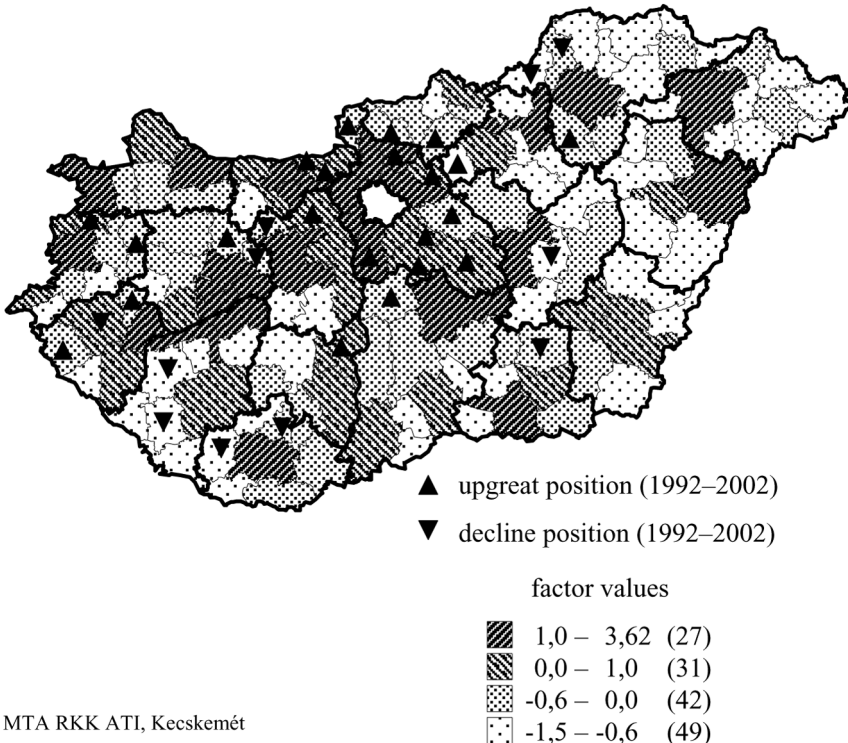 upgreat position (1992–2002)
decline position (1992–2002)
factor values
1,0 – 3,62 (27)
0,0 – 1,0 (31)
-0,6 – 0,0 (42)
-1,5 – -0,6 (49)
MTA RKK ATI, Kecskemét